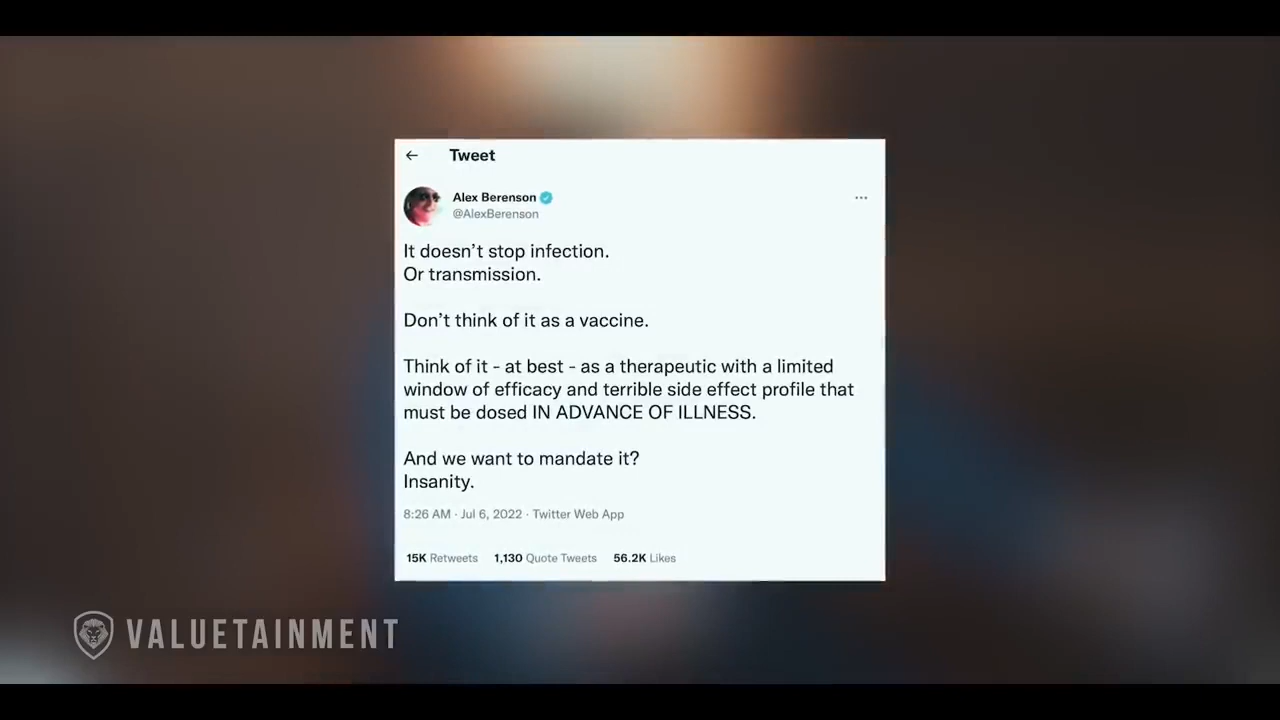 Tweet
Alex Berenson
@AlexBerenson
It doesn't stop infection.
Or transmission.
Don't think of it as a vaccine.
Think of it - at best - as a therapeutic with a limited
window of efficacy and terrible side effect profile that
must be dosed IN ADVANCE OF ILLNESS.
And we want to mandate it?
Insanity.
8:26 AM · Jul 6, 2022 · Twitter Web App
15K Retweets 1,130 Quote Tweets 56.2K Likes
VALUETAINMENT